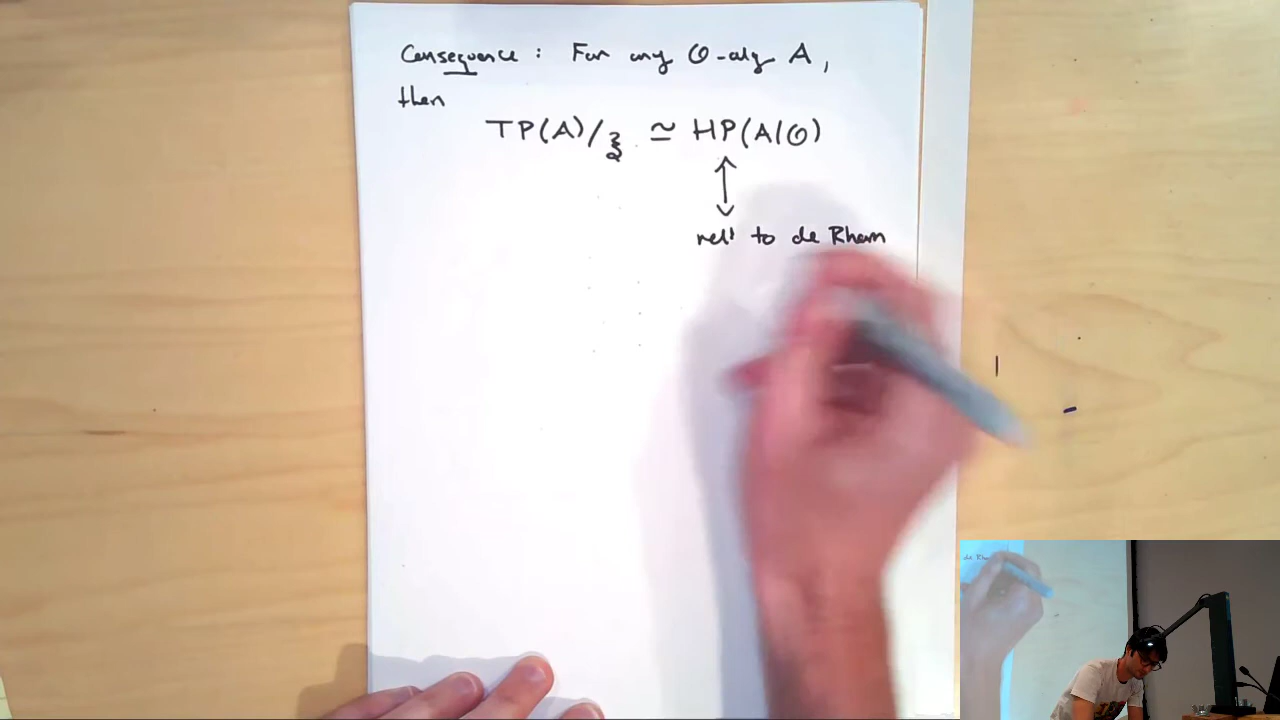 Consequence : For any O-alg A,
then
TP(A)/ξ ≃ HP(A|O)
↕
rel' to de Rham